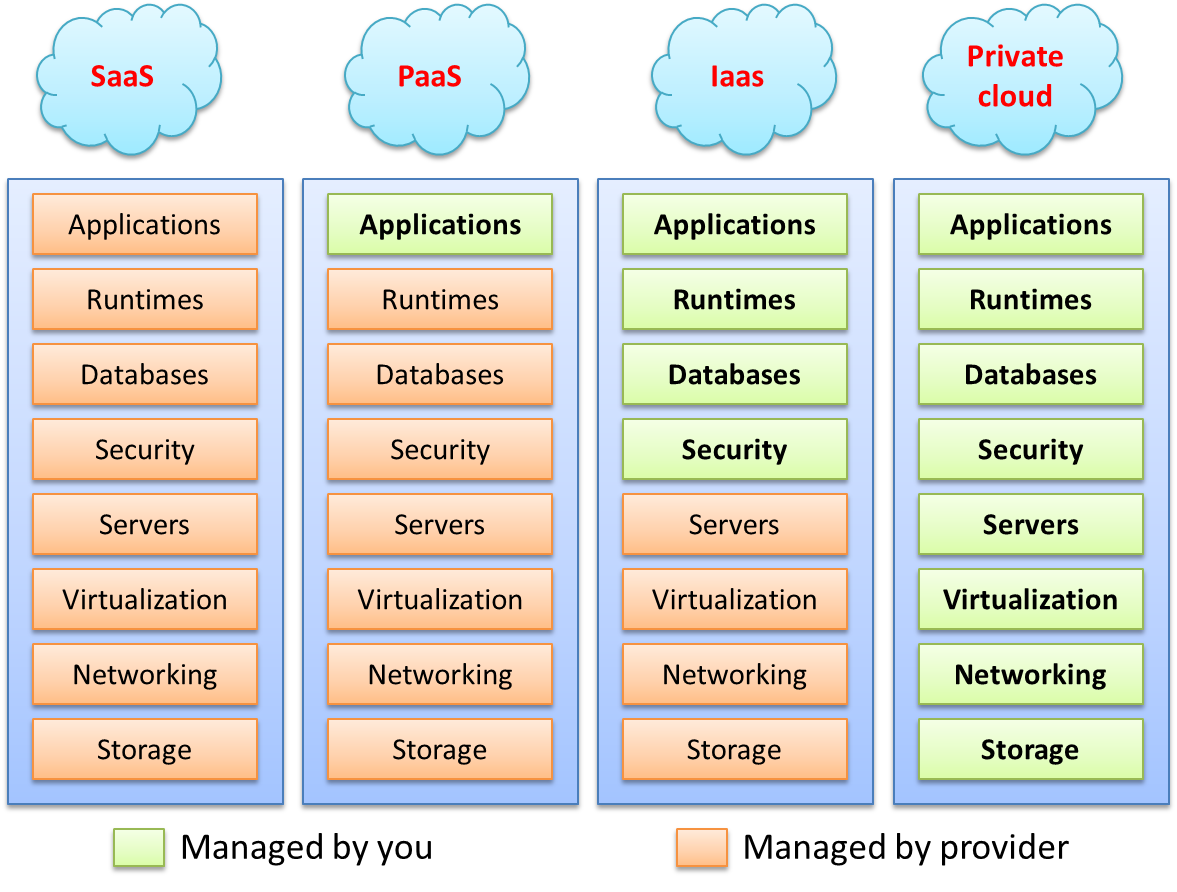 SaaS
PaaS
Iaas
Private
cloud
Applications
Runtimes
Databases
Security
Servers
Virtualization
Networking
Storage
Applications
Runtimes
Databases
Security
Servers
Virtualization
Networking
Storage
Applications
Runtimes
Databases
Security
Servers
Virtualization
Networking
Storage
Applications
Runtimes
Databases
Security
Servers
Virtualization
Networking
Storage
Managed by you
Managed by provider